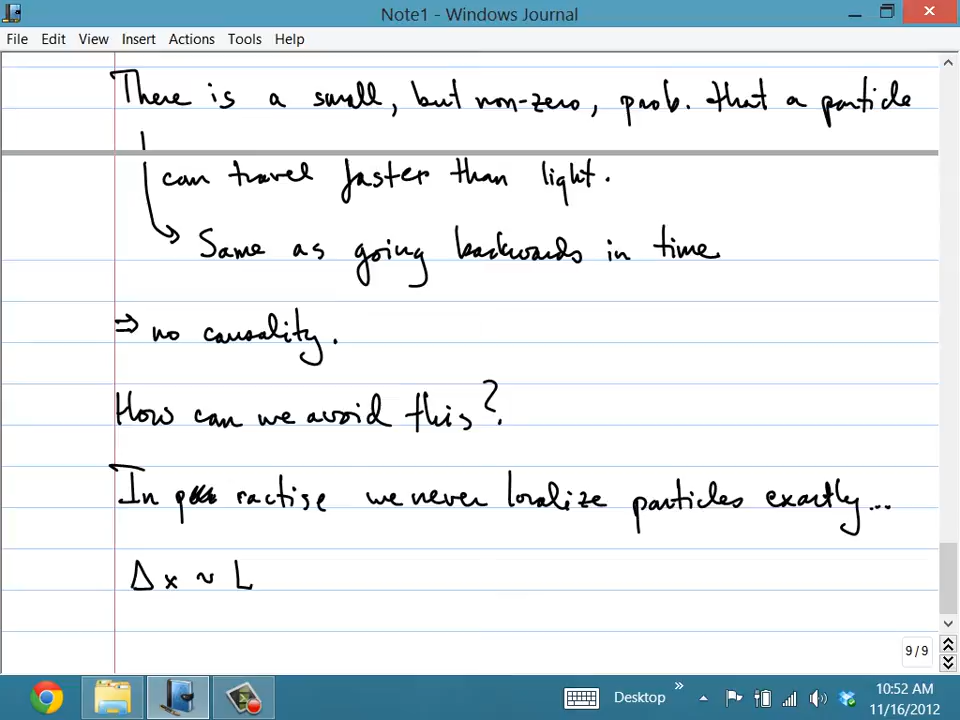 Note1 - Windows Journal
File Edit View Insert Actions Tools Help
There is a small, but non-zero, prob. that a particle
can travel faster than light.
Same as going backwards in time
⇒ no causality.
How can we avoid this?
In practise we never localize particles exactly...
Δx ~ L
9/9
Desktop
10:52 AM
11/16/2012